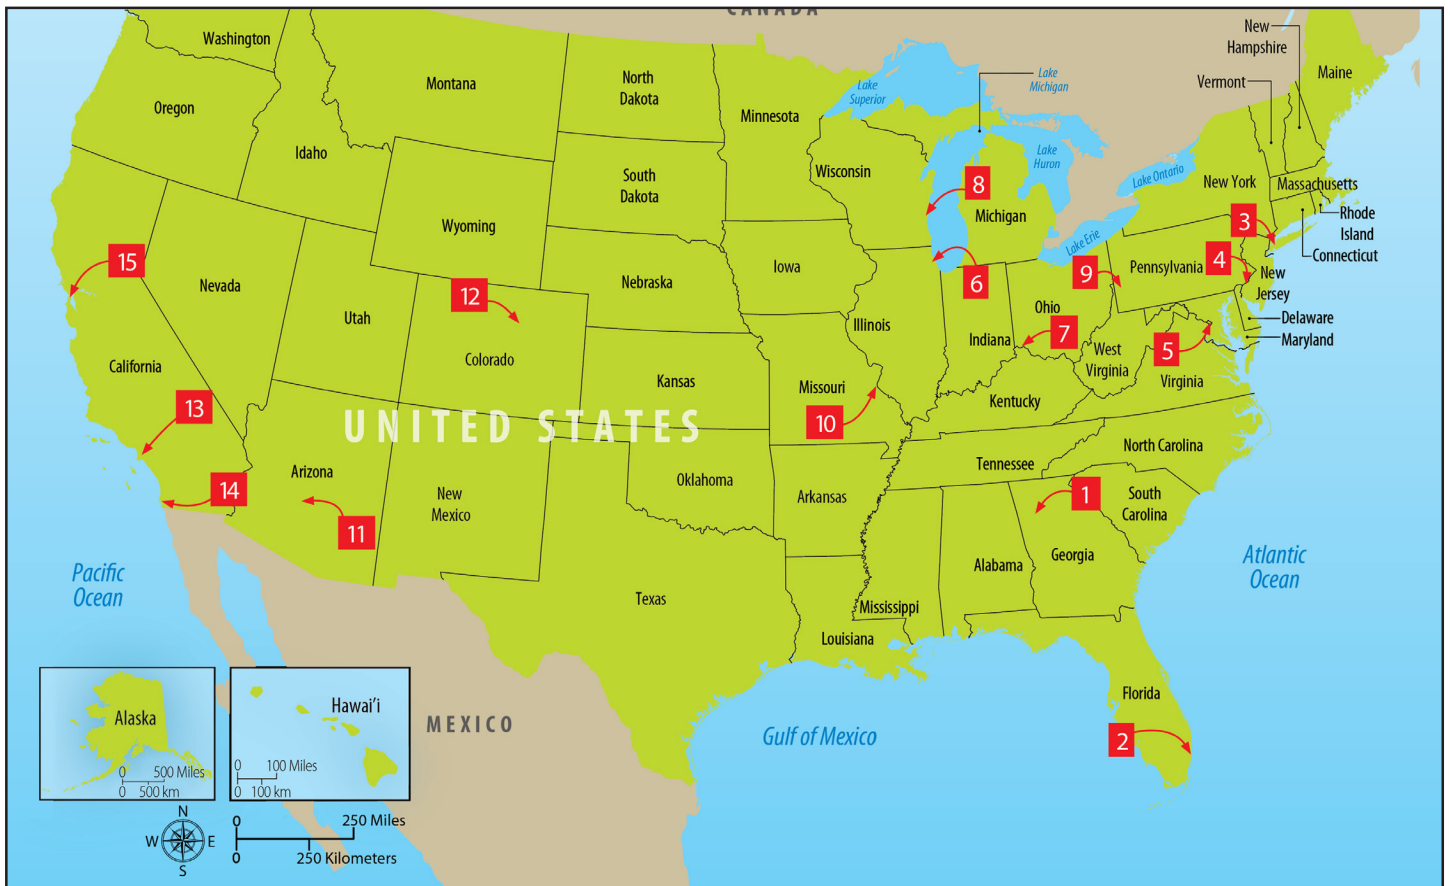 CANADA
Washington
Oregon
Idaho
Montana
North
Dakota
South
Dakota
Minnesota
Wisconsin
Lake
Superior
Lake
Michigan
Lake
Huron
Lake Ontario
Lake Erie
Michigan
New
Hampshire
Vermont
Maine
New York
Massachusetts
Rhode
Island
Connecticut
Pennsylvania
New
Jersey
Delaware
Maryland
Wyoming
Nebraska
Iowa
Illinois
Indiana
Ohio
West
Virginia
Virginia
Nevada
Utah
Colorado
California
Kansas
Missouri
Kentucky
UNITED STATES
Arizona
New
Mexico
Oklahoma
Arkansas
Tennessee
North Carolina
South
Carolina
Georgia
Alabama
Mississippi
Louisiana
Texas
Florida
Pacific
Ocean
Atlantic
Ocean
Gulf of Mexico
MEXICO
1
2
3
4
5
6
7
8
9
10
11
12
13
14
15
Alaska
0 500 Miles
0 500 km
Hawai'i
0 100 Miles
0 100 km
N
W E
S
0 250 Miles
0 250 Kilometers